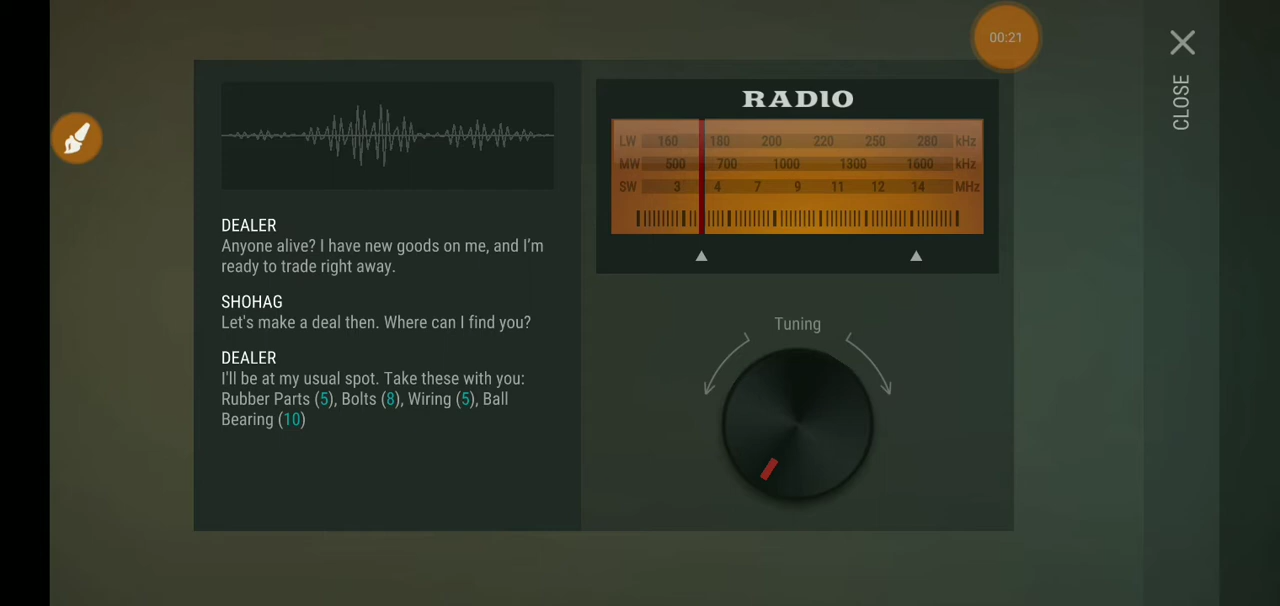 00:21
CLOSE
RADIO
LW 160 180 200 220 250 280 kHz
MW 500 700 1000 1300 1600 kHz
SW 3 4 7 9 11 12 14 MHz
DEALER
Anyone alive? I have new goods on me, and I'm
ready to trade right away.
SHOHAG
Let's make a deal then. Where can I find you?
DEALER
I'll be at my usual spot. Take these with you:
Rubber Parts (5), Bolts (8), Wiring (5), Ball
Bearing (10)
Tuning